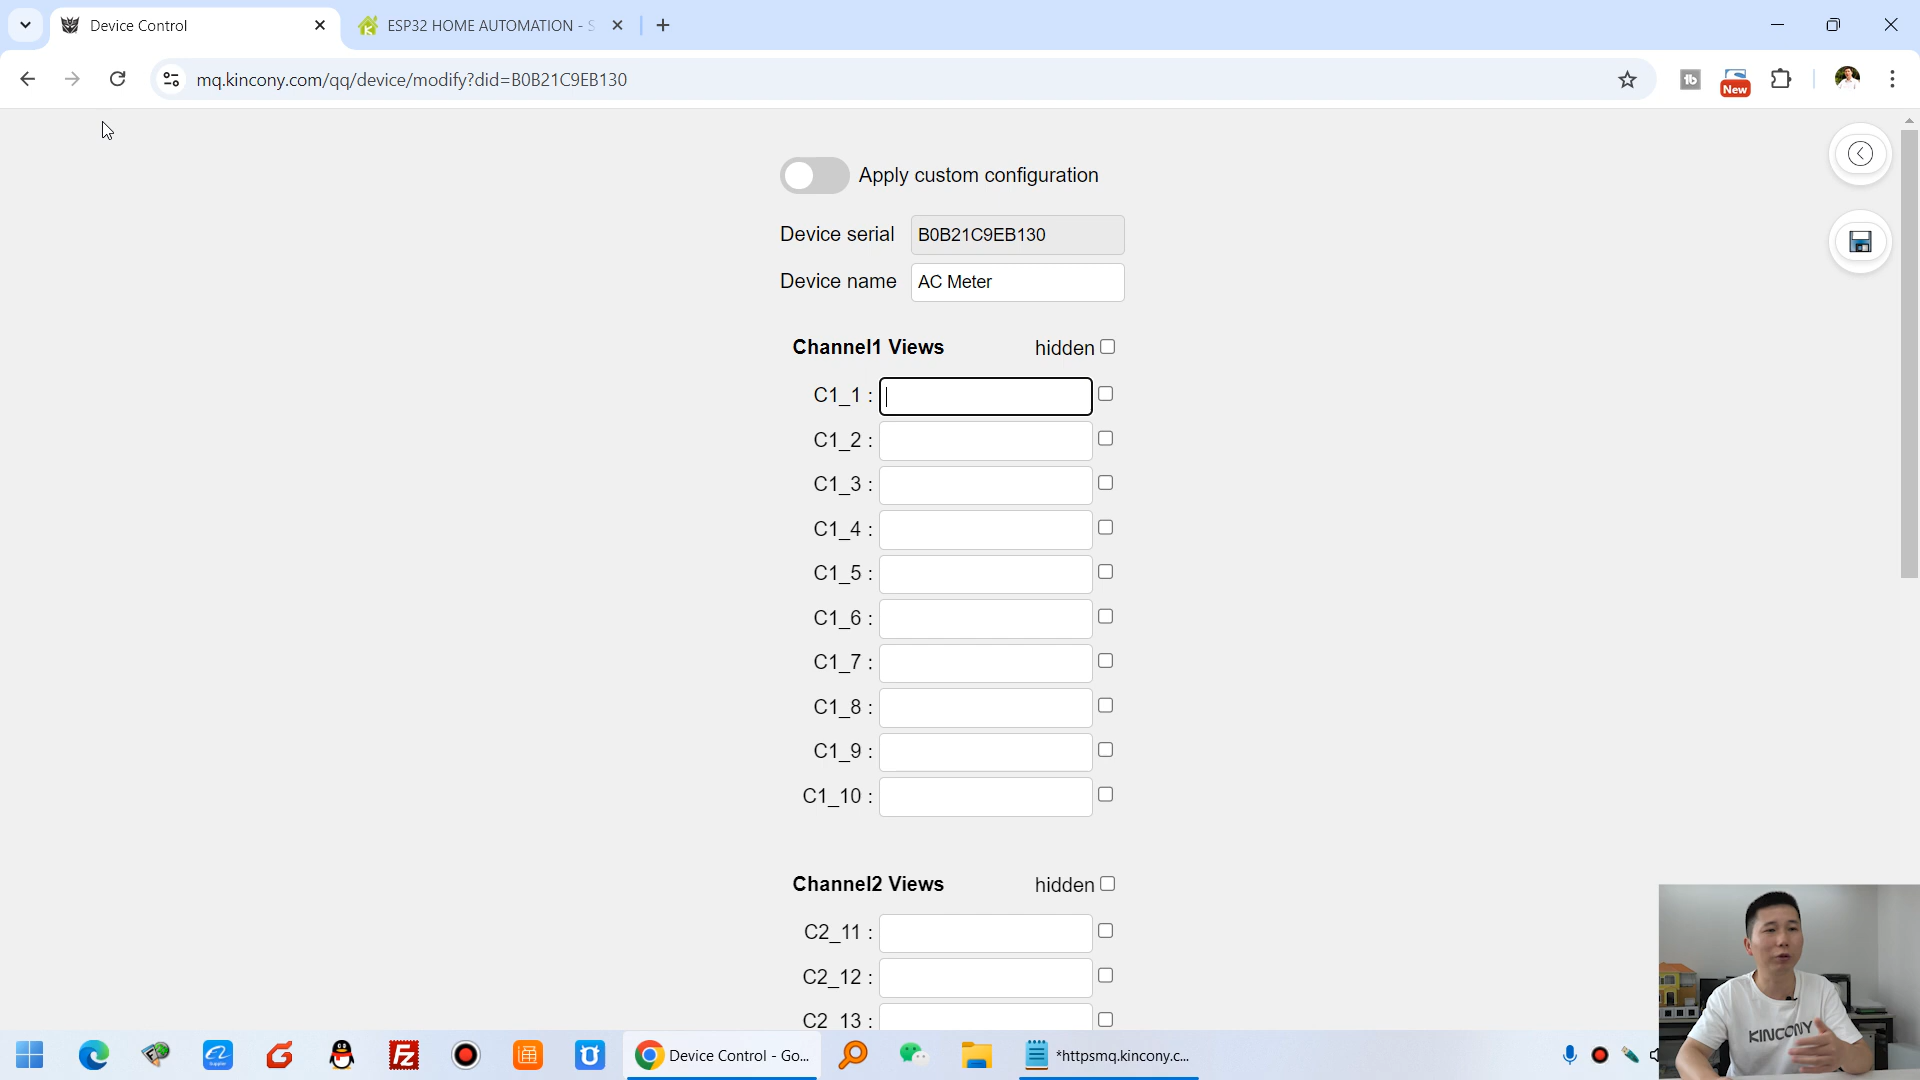 Device Control
ESP32 HOME AUTOMATION - S
mq.kincony.com/qq/device/modify?did=B0B21C9EB130
New
Apply custom configuration
Device serial B0B21C9EB130
Device name AC Meter
Channel1 Views hidden
C1_1 :
C1_2 :
C1_3 :
C1_4 :
C1_5 :
C1_6 :
C1_7 :
C1_8 :
C1_9 :
C1_10 :
Channel2 Views hidden
C2_11 :
C2_12 :
C2_13 :
KINCONY
Device Control - Go...
*httpsmq.kincony.c...